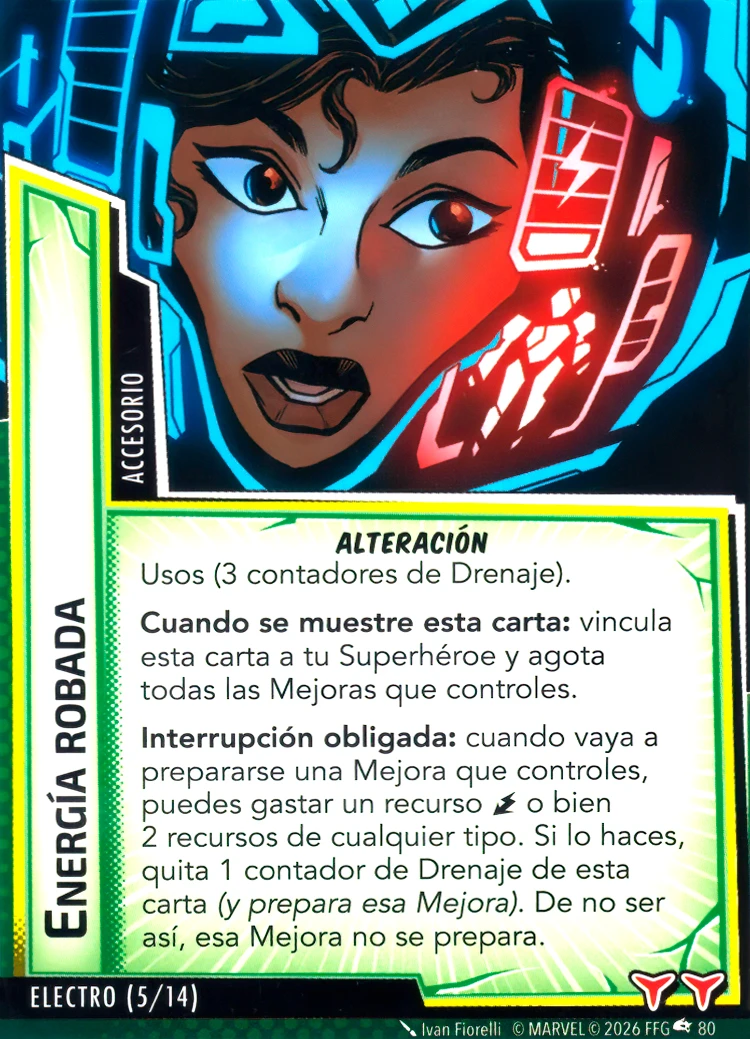 ACCESORIO
ENERGÍA ROBADA
ALTERACIÓN
Usos (3 contadores de Drenaje).
Cuando se muestre esta carta: vincula
esta carta a tu Superhéroe y agota
todas las Mejoras que controles.
Interrupción obligada: cuando vaya a
prepararse una Mejora que controles,
puedes gastar un recurso o bien
2 recursos de cualquier tipo. Si lo haces,
quita 1 contador de Drenaje de esta
carta (y prepara esa Mejora). De no ser
así, esa Mejora no se prepara.
ELECTRO (5/14)
Ivan Fiorelli © MARVEL © 2026 FFG 80